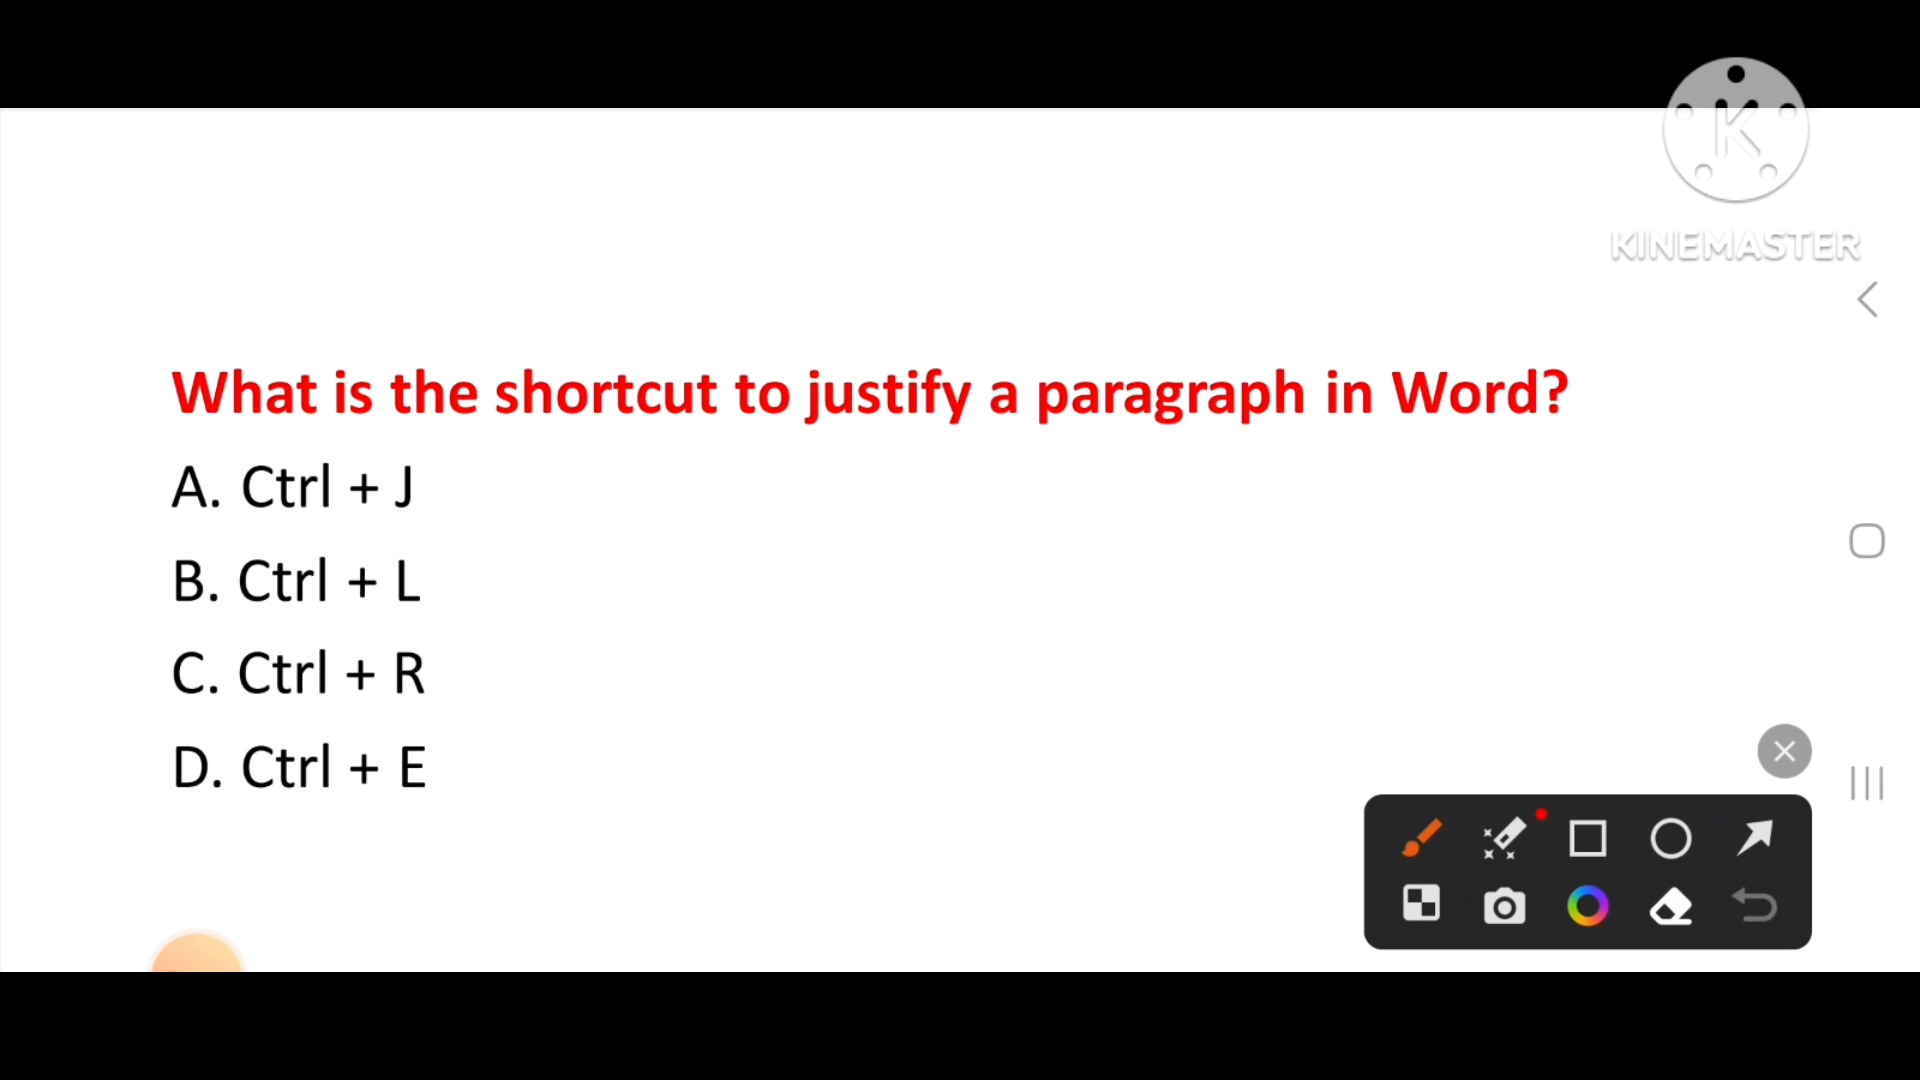 K
KINEMASTER
What is the shortcut to justify a paragraph in Word?
A. Ctrl + J
B. Ctrl + L
C. Ctrl + R
D. Ctrl + E